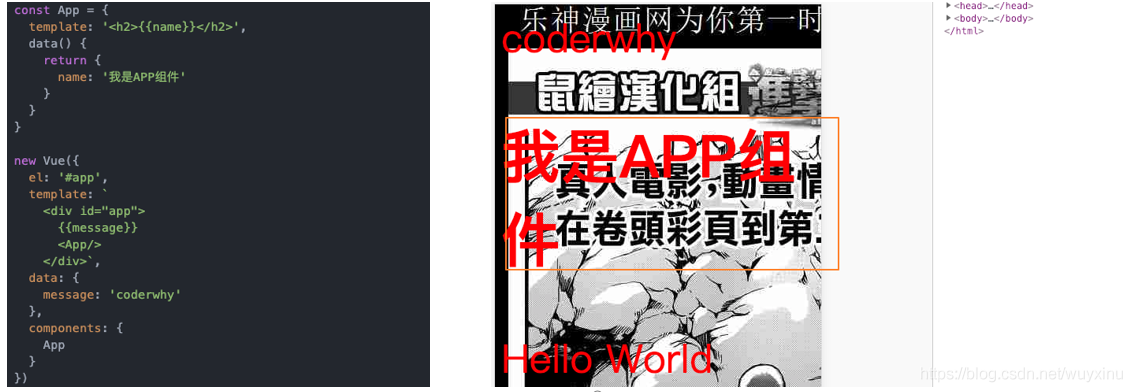 const App = {
template: '<h2>{{name}}</h2>',
data() {
return {
name: '我是APP组件'
}
}
}
new Vue({
el: '#app',
template: `
<div id="app">
{{message}}
<App/>
</div>`,
data: {
message: 'coderwhy'
},
components: {
App
}
})
乐神漫画网为你第一时
coderwhy
鼠繪漢化組 進擊
我是APP组
真人電影,動畫情
件
在卷頭彩頁到第
Hello World
<head>…</head>
<body>…</body>
</html>
https://blog.csdn.net/wuyxinu